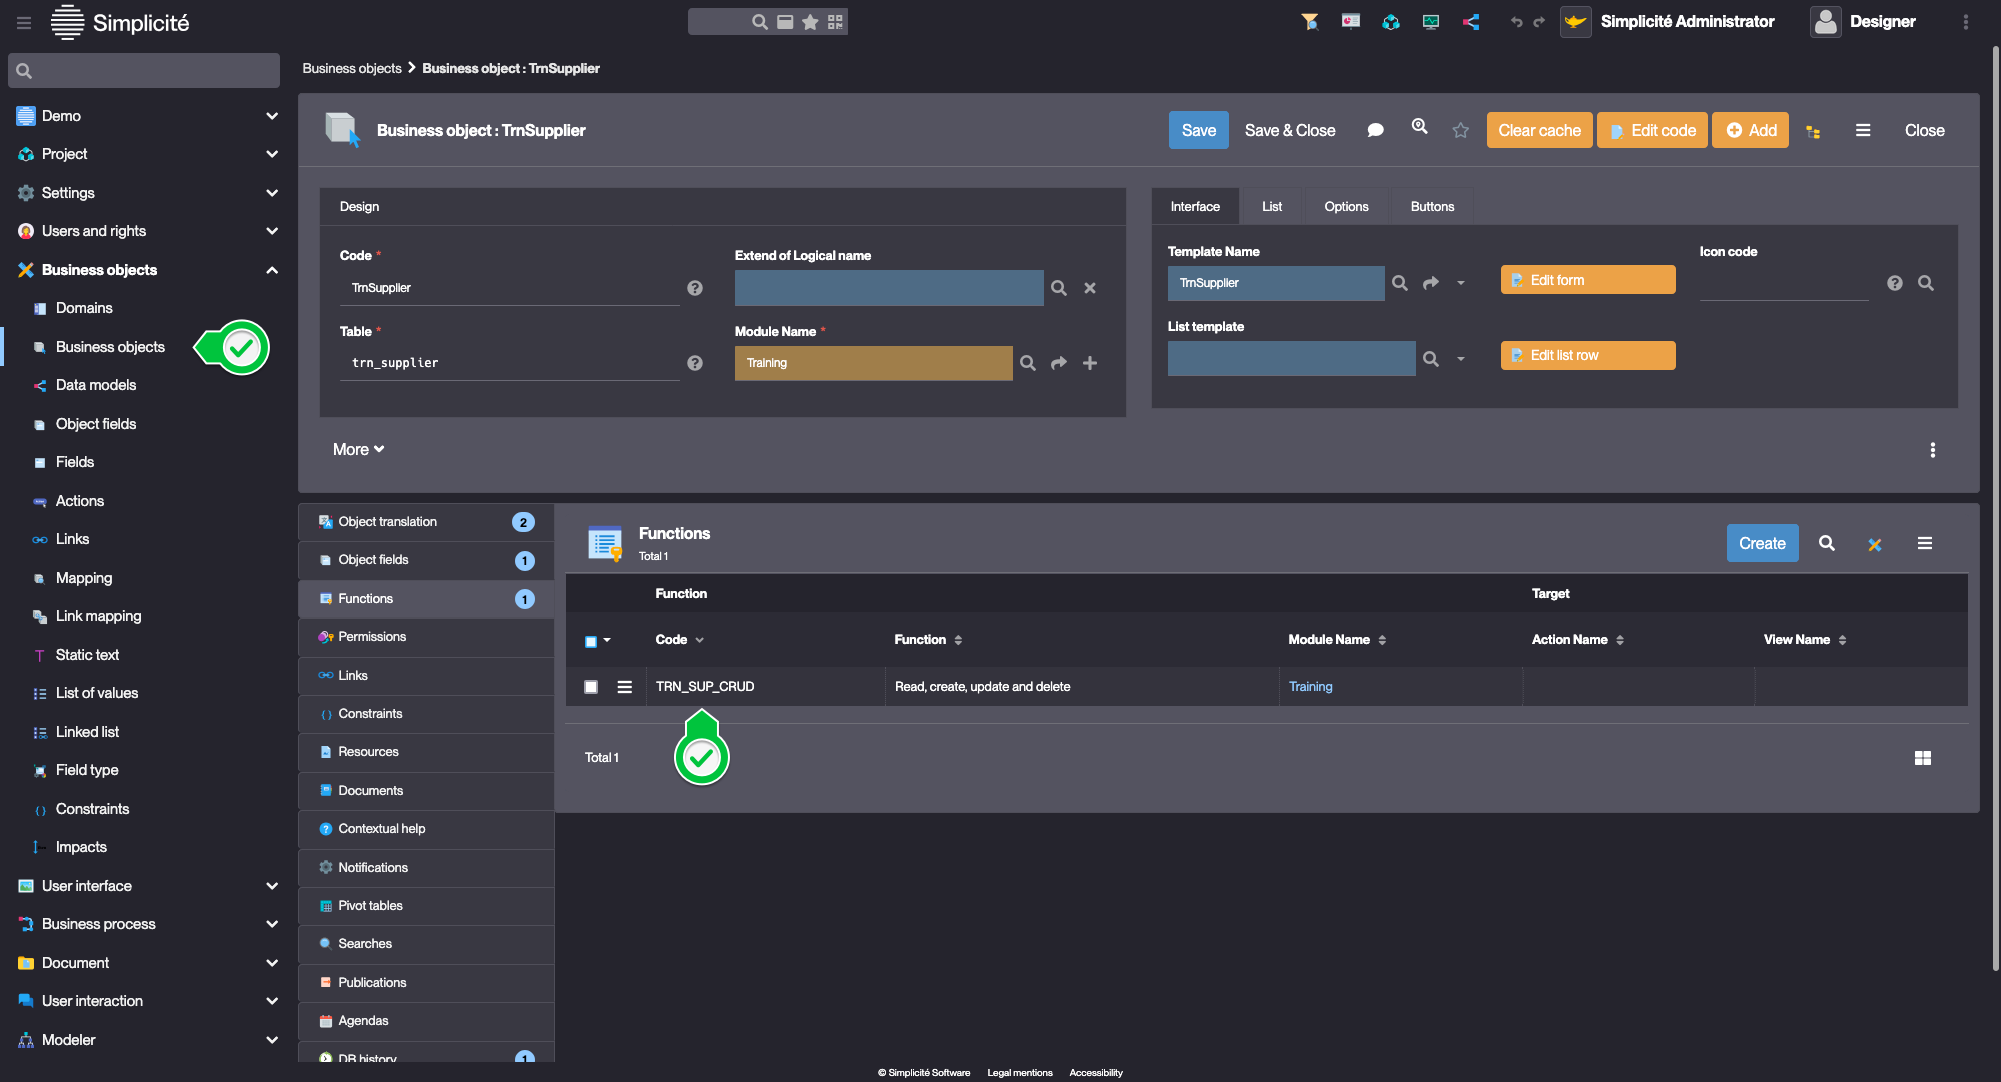 Simplicité
Simplicité Administrator
Designer
Business objects
Business object : TrnSupplier
Demo
Project
Settings
Users and rights
Business objects
Domains
Business objects
Data models
Object fields
Fields
Actions
Links
Mapping
Link mapping
Static text
List of values
Linked list
Field type
Constraints
Impacts
User interface
Business process
Document
User interaction
Modeler
Business object : TrnSupplier
Save
Save & Close
Clear cache
Edit code
Add
Close
Design
Code *
TrnSupplier
Extend of Logical name
Table *
trn_supplier
Module Name *
Training
Interface
List
Options
Buttons
Template Name
TrnSupplier
Edit form
Icon code
List template
Edit list row
More
Object translation 2
Object fields 1
Functions 1
Permissions
Links
Constraints
Resources
Documents
Contextual help
Notifications
Pivot tables
Searches
Publications
Agendas
DB history 1
Functions
Total 1
Create
Function
Target
Code
Function
Module Name
Action Name
View Name
TRN_SUP_CRUD
Read, create, update and delete
Training
Total 1
© Simplicité Software
Legal mentions
Accessibility